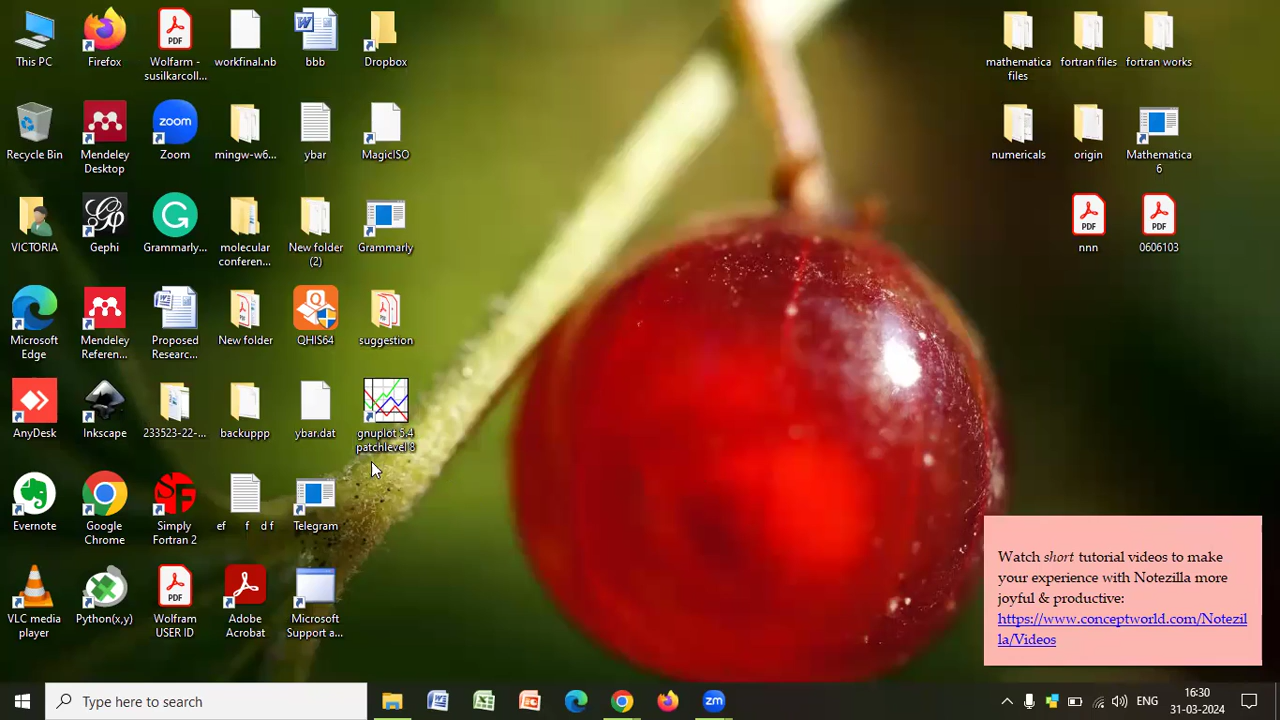 This PC
Firefox
Wolfarm -
susilkarcoll...
workfinal.nb
bbb
Dropbox
mathematica
files
fortran files
fortran works
Recycle Bin
Mendeley
Desktop
zoom
Zoom
mingw-w6...
ybar
MagicISO
numericals
origin
Mathematica
6
VICTORIA
Gephi
Grammarly...
molecular
conferen...
New folder
(2)
Grammarly
nnn
0606103
Microsoft
Edge
Mendeley
Referen...
Proposed
Researc...
New folder
QHIS64
suggestion
AnyDesk
Inkscape
233523-22-...
backuppp
ybar.dat
gnuplot 5.4
patchlevel 8
Evernote
Google
Chrome
Simply
Fortran 2
ef f d f
Telegram
VLC media
player
Python(x,y)
Wolfram
USER ID
Adobe
Acrobat
Microsoft
Support a...
Watch short tutorial videos to make
your experience with Notezilla more
joyful & productive:
https://www.conceptworld.com/Notezil
la/Videos
Type here to search
zm
ENG
16:30
31-03-2024